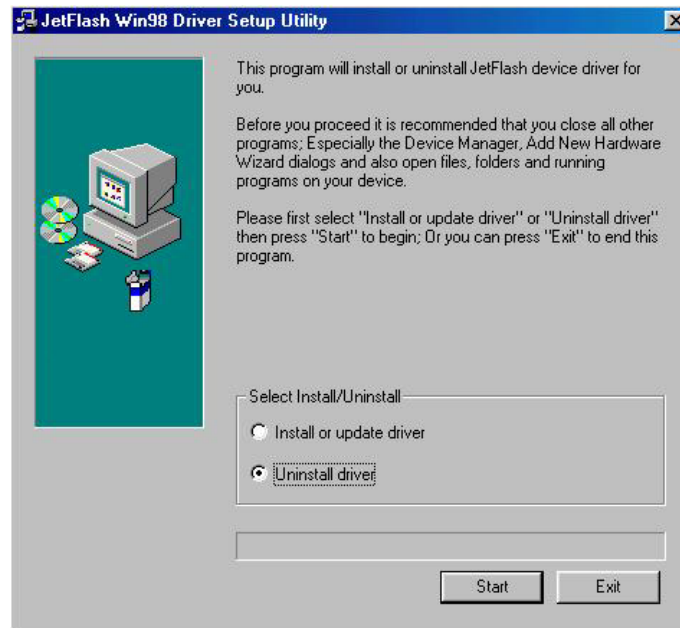 JetFlash Win98 Driver Setup Utility
This program will install or uninstall JetFlash device driver for
you.
Before you proceed it is recommended that you close all other
programs; Especially the Device Manager, Add New Hardware
Wizard dialogs and also open files, folders and running
programs on your device.
Please first select "Install or update driver" or "Uninstall driver"
then press "Start" to begin; Or you can press "Exit" to end this
program.
Select Install/Uninstall
Install or update driver
Uninstall driver
Start
Exit